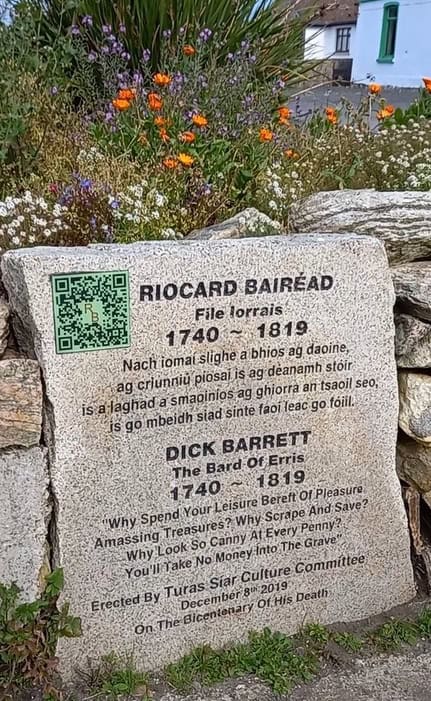 RB
RIOCARD BAIRÉAD
File Iorrais
1740 ~ 1819
Nach iomaí slighe a bhios ag daoine,
ag cruinniú píosaí is ag déanamh stóir
is a laghad a smaoiníos ag ghiorra an tsaoil seo,
is go mbeidh siad sínte faoi leac go fóill.
DICK BARRETT
The Bard Of Erris
1740 ~ 1819
"Why Spend Your Leisure Bereft Of Pleasure
Amassing Treasures? Why Scrape And Save?
Why Look So Canny At Every Penny?
You'll Take No Money Into The Grave"
Erected By Turas Siar Culture Committee
December 8th 2019
On The Bicentenary Of His Death